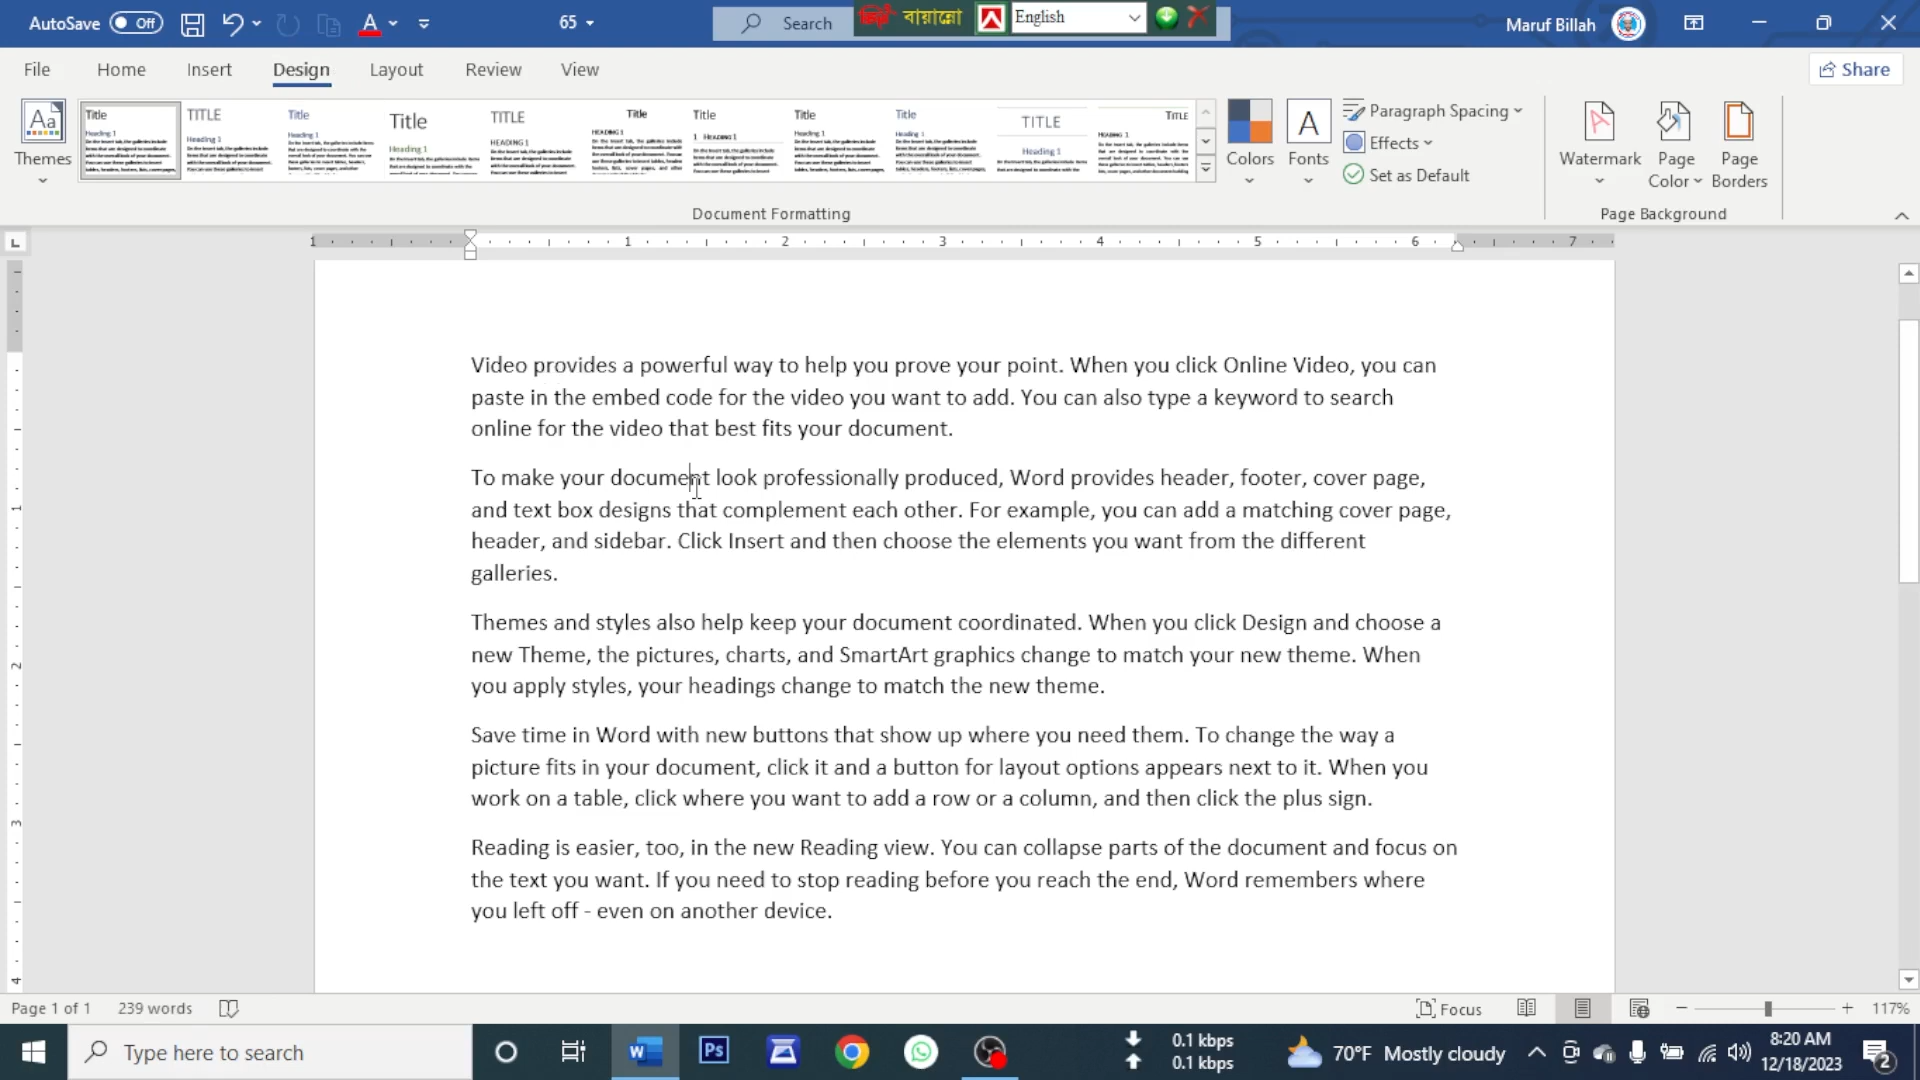 AutoSave Off
65
Search
বায়ান্নো
English
Maruf Billah
File Home Insert Design Layout Review View
Share
Themes
Colors
Fonts
Paragraph Spacing
Effects
Set as Default
Watermark
Page Color
Page Borders
Document Formatting
Page Background
1 1 2 3 4 5 6 7
Video provides a powerful way to help you prove your point. When you click Online Video, you can
paste in the embed code for the video you want to add. You can also type a keyword to search
online for the video that best fits your document.
To make your document look professionally produced, Word provides header, footer, cover page,
and text box designs that complement each other. For example, you can add a matching cover page,
header, and sidebar. Click Insert and then choose the elements you want from the different
galleries.
Themes and styles also help keep your document coordinated. When you click Design and choose a
new Theme, the pictures, charts, and SmartArt graphics change to match your new theme. When
you apply styles, your headings change to match the new theme.
Save time in Word with new buttons that show up where you need them. To change the way a
picture fits in your document, click it and a button for layout options appears next to it. When you
work on a table, click where you want to add a row or a column, and then click the plus sign.
Reading is easier, too, in the new Reading view. You can collapse parts of the document and focus on
the text you want. If you need to stop reading before you reach the end, Word remembers where
you left off - even on another device.
Page 1 of 1 239 words
Focus
117%
Type here to search
0.1 kbps
0.1 kbps
70°F Mostly cloudy
8:20 AM
12/18/2023
2